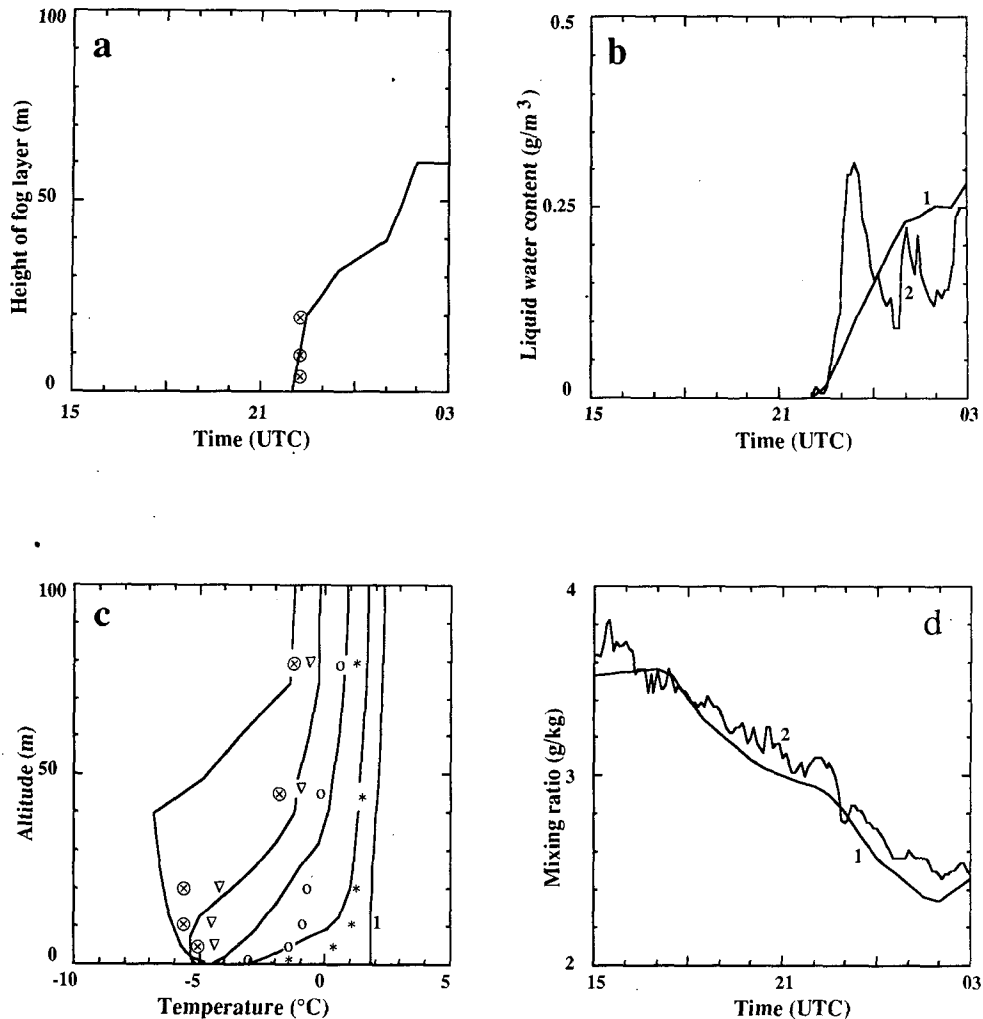 a
100
50
0
Height of fog layer (m)
15
21
03
Time (UTC)
b
0.5
0.25
0
Liquid water content (g/m³)
1
2
15
21
03
Time (UTC)
c
100
50
0
Altitude (m)
1
-10
-5
0
5
Temperature (°C)
d
4
3
2
Mixing ratio (g/kg)
2
1
15
21
03
Time (UTC)